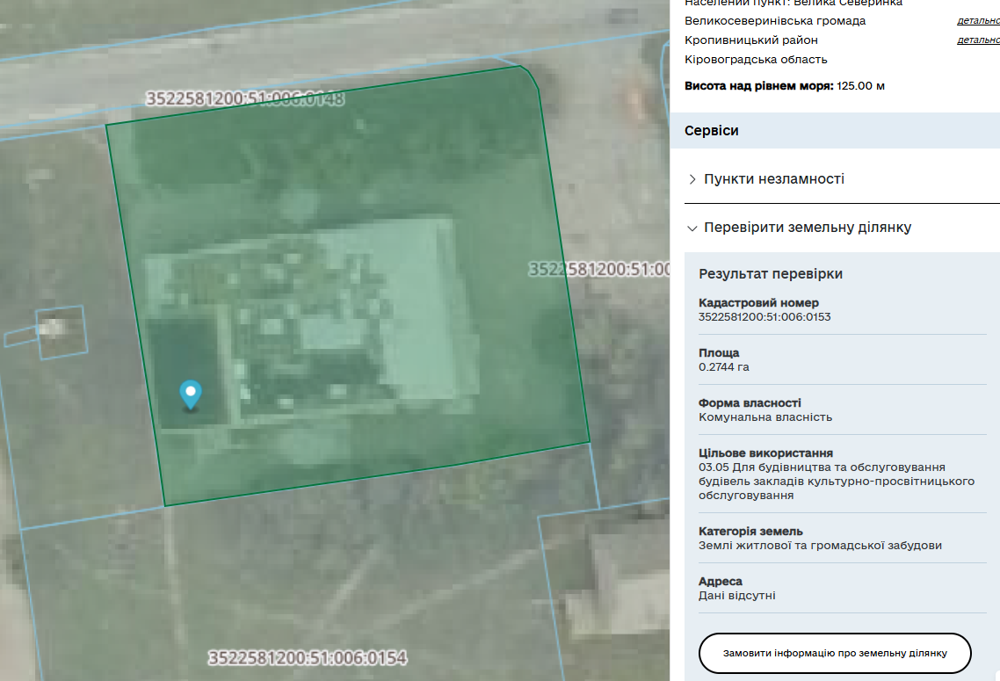 3522581200:51:006:0148
3522581200:51:00
3522581200:51:006:0154
Населений пункт: Велика Северинка
Великосеверинівська громада
детально
Кропивницький район
детально
Кіровоградська область
Висота над рівнем моря: 125.00 м
Сервіси
Пункти незламності
Перевірити земельну ділянку
Результат перевірки
Кадастровий номер
3522581200:51:006:0153
Площа
0.2744 га
Форма власності
Комунальна власність
Цільове використання
03.05 Для будівництва та обслуговування
будівель закладів культурно-просвітницького
обслуговування
Категорія земель
Землі житлової та громадської забудови
Адреса
Дані відсутні
Замовити інформацію про земельну ділянку